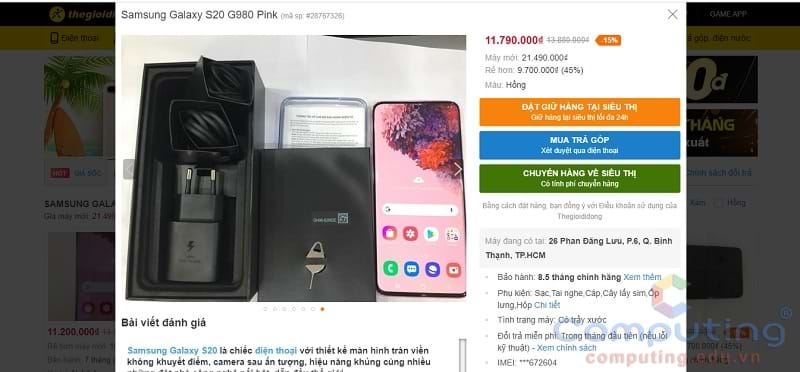 thegioididong
GAME APP
Điện thoại
ả góp, điện nước
Samsung Galaxy S20 G980 Pink (mã sp: #28767326)
11.790.000₫ 13.880.000₫ -15%
Máy mới: 21.490.000₫
Rẻ hơn: 9.700.000₫ (45%)
Màu: Hồng
ĐẶT GIỮ HÀNG TẠI SIÊU THỊ
Giữ hàng tại siêu thị tối đa 24h
MUA TRẢ GÓP
Xét duyệt qua điện thoại
CHUYỂN HÀNG VỀ SIÊU THỊ
Có tính phí chuyển hàng
Bằng cách đặt hàng, bạn đồng ý với Điều khoản sử dụng của
Thegioididong
Máy đang có tại: 26 Phan Đăng Lưu, P.6, Q. Bình
Thạnh, TP.HCM
Bảo hành: 8.5 tháng chính hãng Xem thêm
Phụ kiện: Sạc,Tai nghe,Cáp,Cây lấy sim,Ốp
lưng,Hộp Chi tiết
Tình trạng máy: Có trầy xước
Đổi trả miễn phí: Trong tháng đầu tiên (nếu lỗi
kỹ thuật) - Xem chính sách
IMEI: ***672604
Bài viết đánh giá
Samsung Galaxy S20 là chiếc điện thoại với thiết kế màn hình tràn viền
không khuyết điểm, camera sau ấn tượng, hiệu năng khủng cùng nhiều
HOT GIÁ SỐC
SAMSUNG GALA
Giá máy mới: 21.49
11.200.000₫
Bảo hành: 7 tháng
0đ
THÁNG
xuất
Chính sách đổi trả
Xám Hồng
Computing
computing.edu.vn